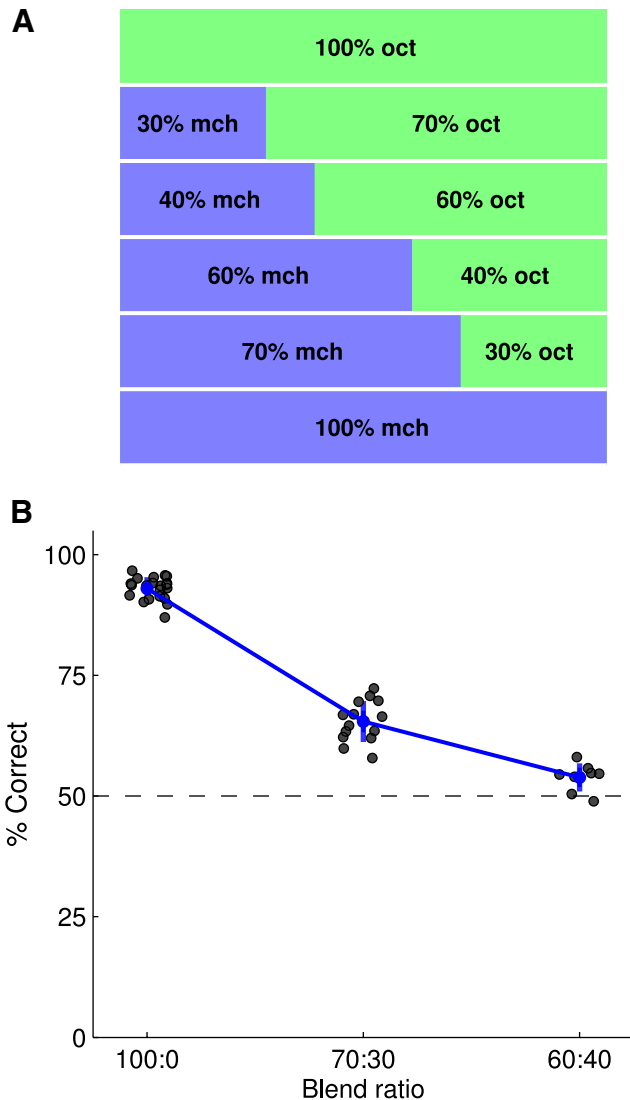 A
100% oct
30% mch 70% oct
40% mch 60% oct
60% mch 40% oct
70% mch 30% oct
100% mch
B
100
75
50
25
0
% Correct
100:0 70:30 60:40
Blend ratio